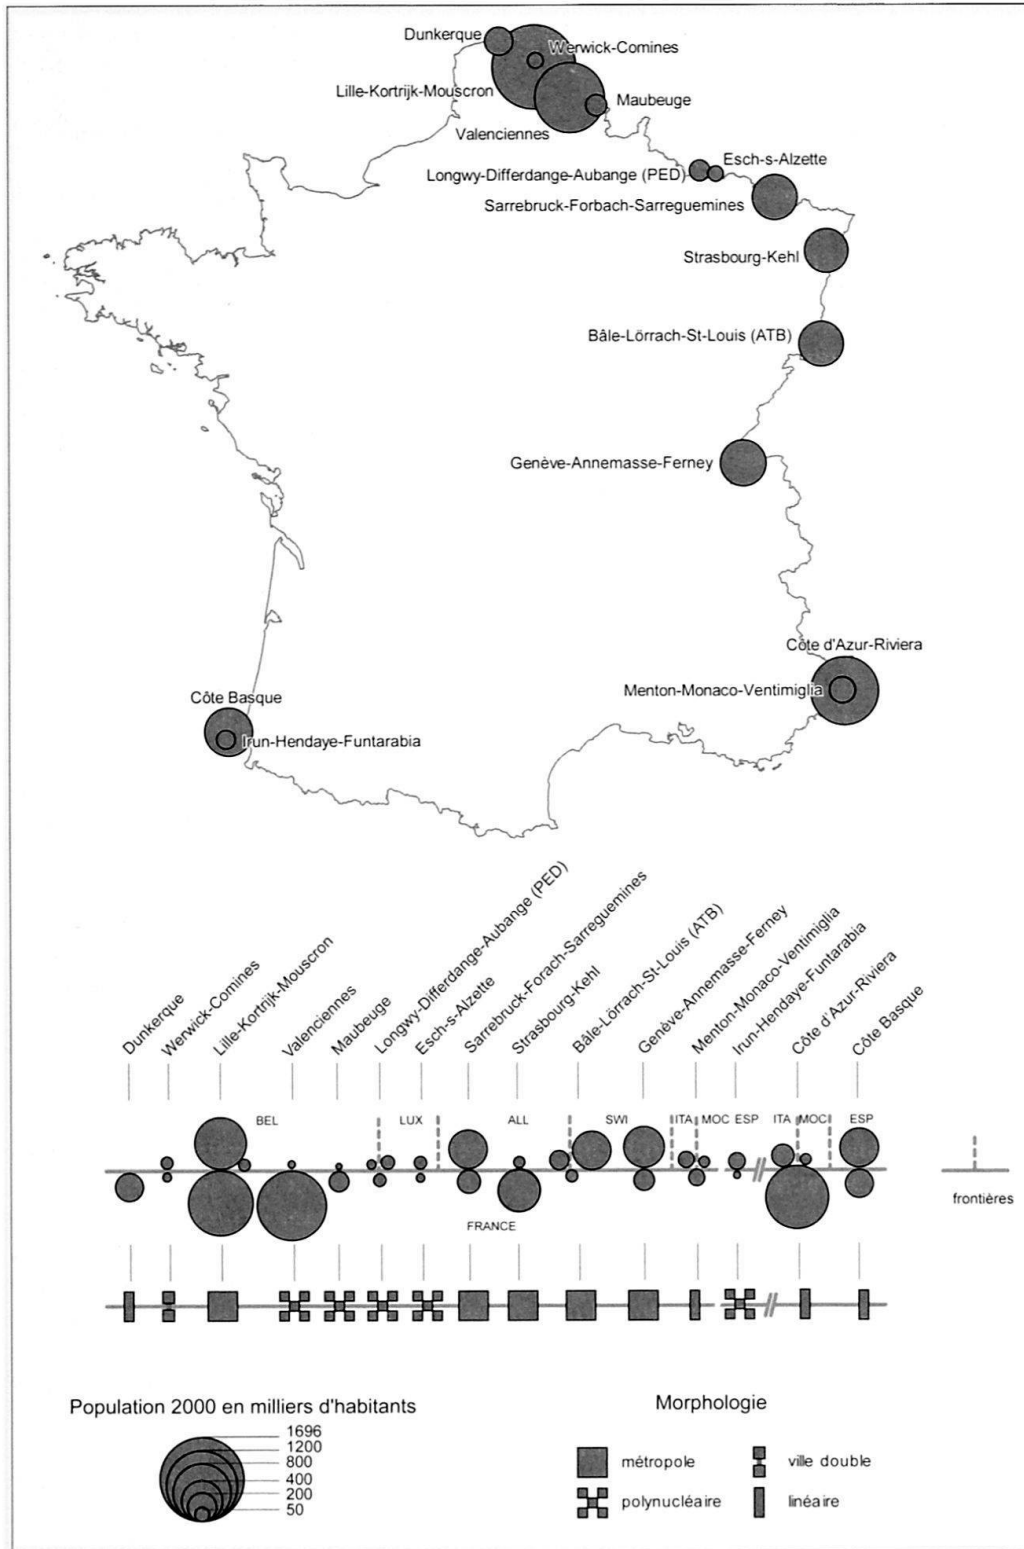 Dunkerque
Werwick-Comines
Lille-Kortrijk-Mouscron
Maubeuge
Valenciennes
Esch-s-Alzette
Longwy-Differdange-Aubange (PED)
Sarrebruck-Forbach-Sarreguemines
Strasbourg-Kehl
Bâle-Lörrach-St-Louis (ATB)
Genève-Annemasse-Ferney
Côte d'Azur-Riviera
Menton-Monaco-Ventimiglia
Côte Basque
Irun-Hendaye-Funtarabia
Dunkerque
Werwick-Comines
Lille-Kortrijk-Mouscron
Valenciennes
Maubeuge
Longwy-Differdange-Aubange (PED)
Esch-s-Alzette
Sarrebruck-Forach-Sarreguemines
Strasbourg-Kehl
Bâle-Lörrach-St-Louis (ATB)
Genève-Annemasse-Ferney
Menton-Monaco-Ventimiglia
Irun-Hendaye-Funtarabia
Côte d'Azur-Riviera
Côte Basque
BEL LUX ALL SWI ITA MOC ESP ITA MOC ESP
frontières
FRANCE
Population 2000 en milliers d'habitants
1696
1200
800
400
200
50
Morphologie
métropole
ville double
polynucléaire
linéaire